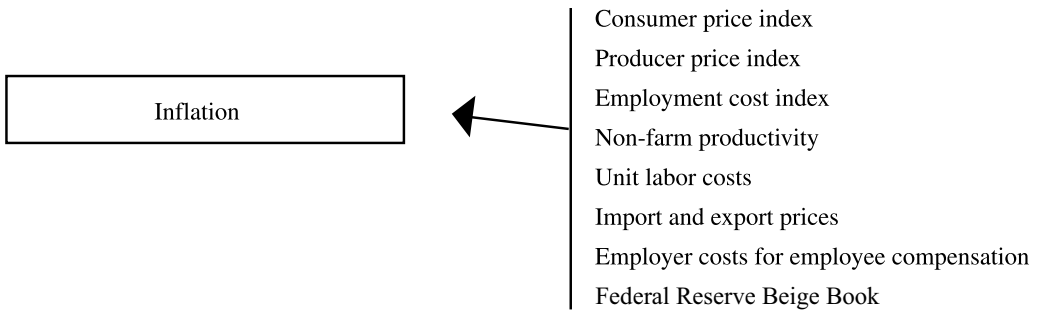 Inflation
Consumer price index
Producer price index
Employment cost index
Non-farm productivity
Unit labor costs
Import and export prices
Employer costs for employee compensation
Federal Reserve Beige Book